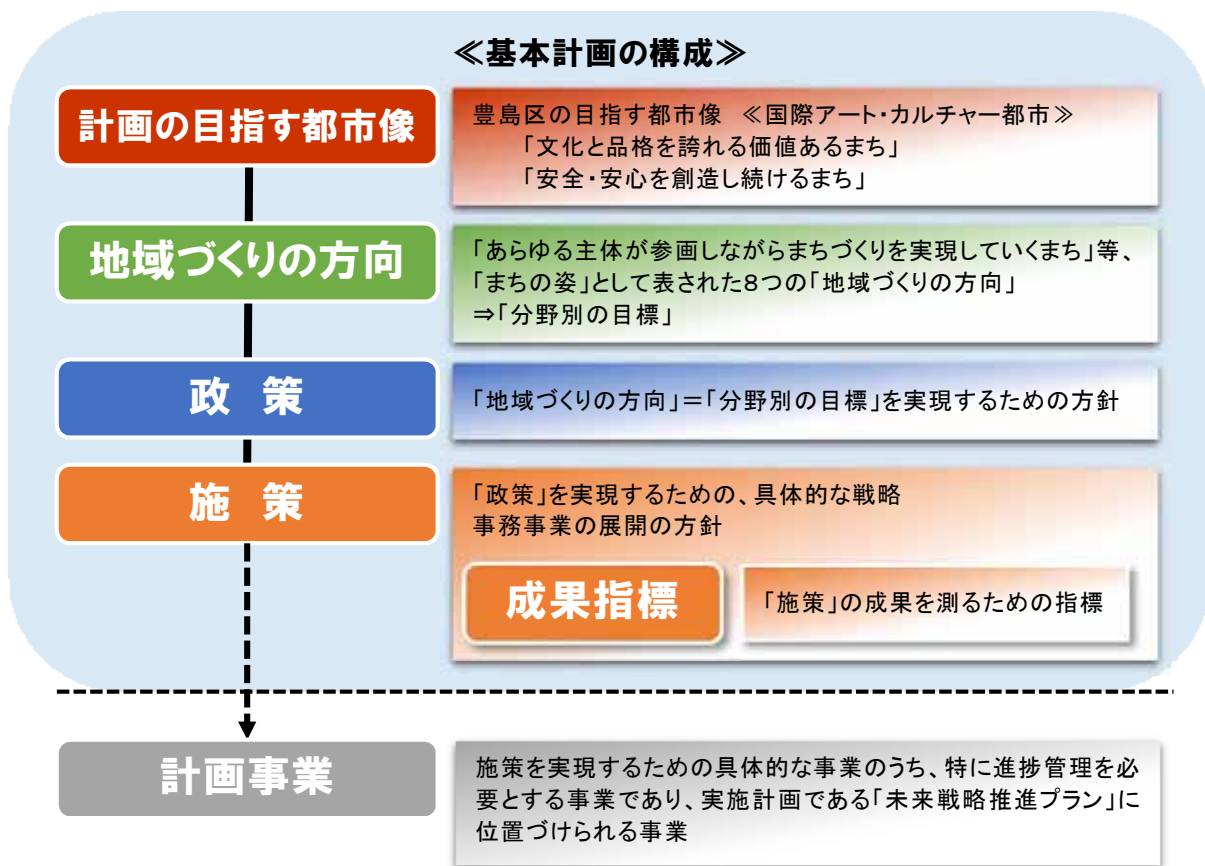 ≪基本計画の構成≫
計画の目指す都市像
豊島区の目指す都市像 ≪国際アート・カルチャー都市≫
「文化と品格を誇れる価値あるまち」
「安全・安心を創造し続けるまち」
地域づくりの方向
「あらゆる主体が参画しながらまちづくりを実現していくまち」等、
「まちの姿」として表された8つの「地域づくりの方向」
⇒「分野別の目標」
政 策
「地域づくりの方向」=「分野別の目標」を実現するための方針
施 策
「政策」を実現するための、具体的な戦略
事務事業の展開の方針
成果指標
「施策」の成果を測るための指標
計画事業
施策を実現するための具体的な事業のうち、特に進捗管理を必
要とする事業であり、実施計画である「未来戦略推進プラン」に
位置づけられる事業